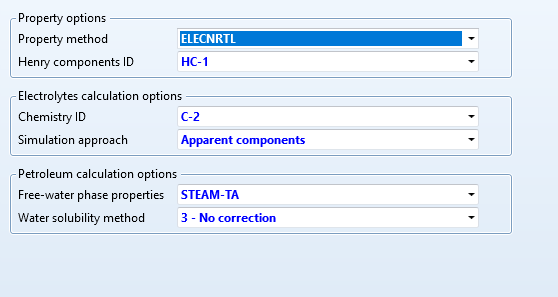 Property options
Property method ELECNRTL
Henry components ID HC-1
Electrolytes calculation options
Chemistry ID C-2
Simulation approach Apparent components
Petroleum calculation options
Free-water phase properties STEAM-TA
Water solubility method 3 - No correction